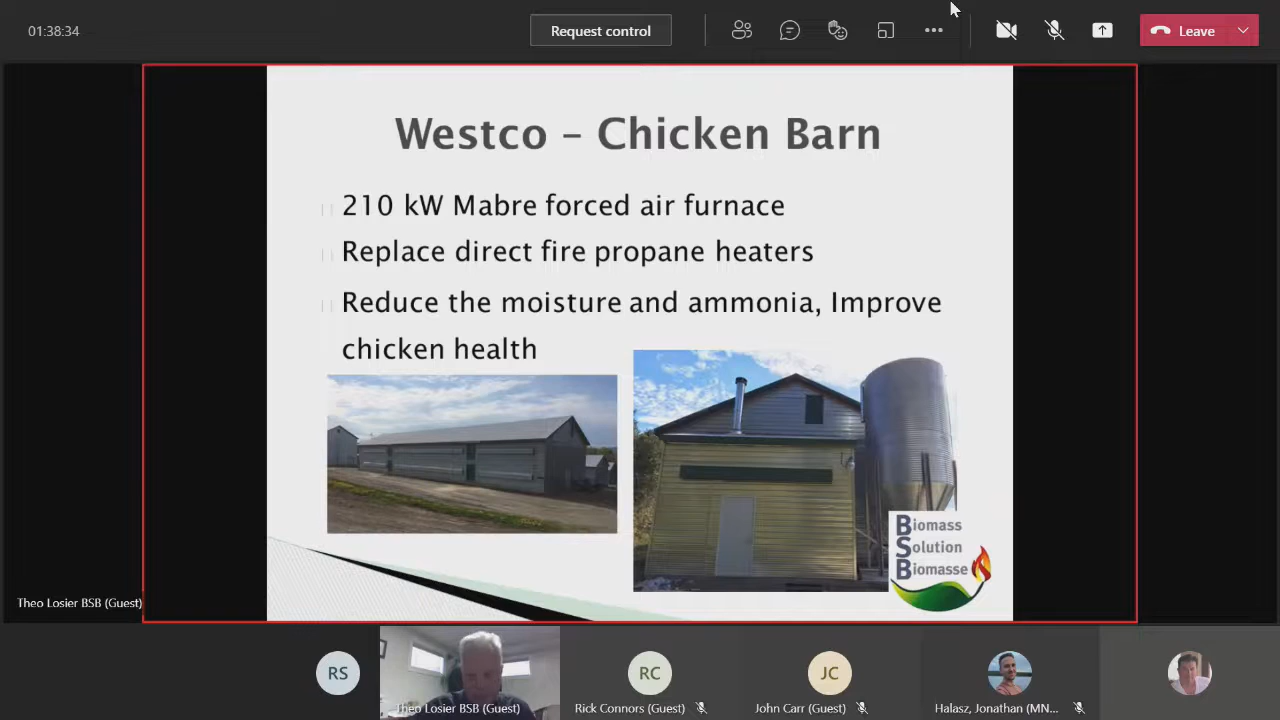 01:38:34
Request control
Leave
Westco – Chicken Barn
210 kW Mabre forced air furnace
Replace direct fire propane heaters
Reduce the moisture and ammonia, Improve
chicken health
Biomass
Solution
Biomasse
Theo Losier BSB (Guest)
RS
RC
JC
Theo Losier BSB (Guest)
Rick Connors (Guest)
John Carr (Guest)
Halasz, Jonathan (MN...